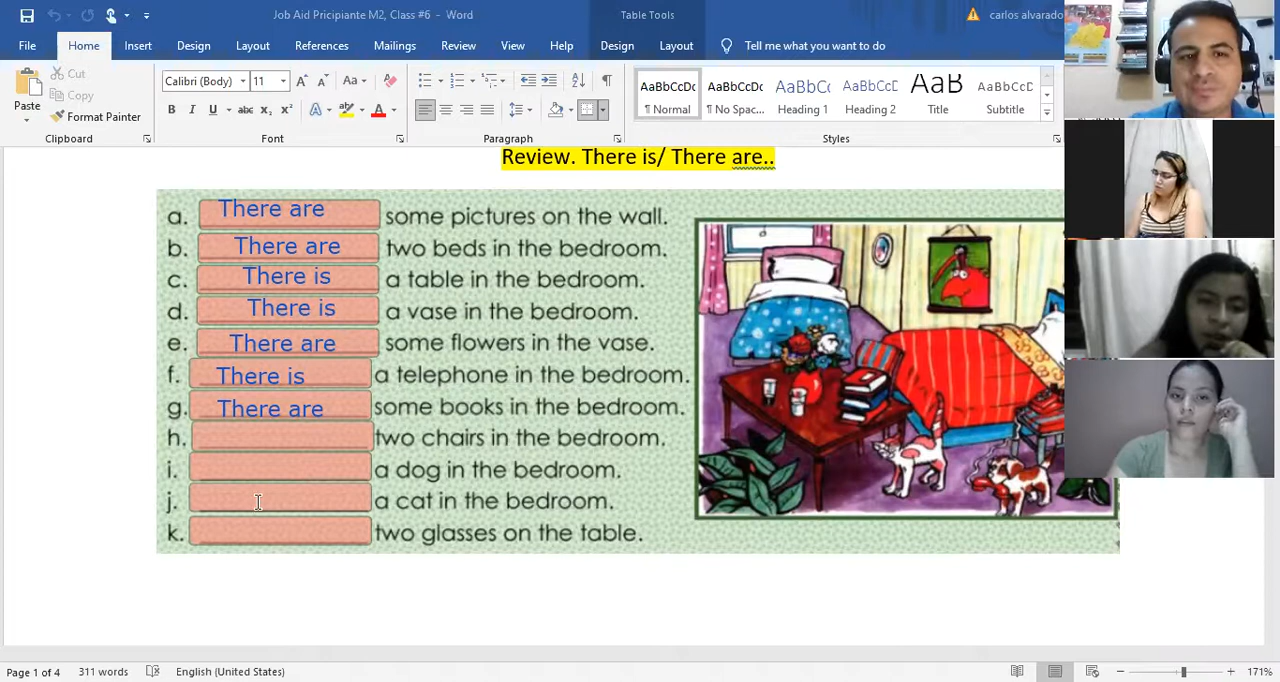 Job Aid Pricipiante M2, Class #6 - Word
Table Tools
carlos alvarado
File Home Insert Design Layout References Mailings Review View Help Design Layout Tell me what you want to do
Paste
Cut
Copy
Format Painter
Calibri (Body) 11
AaBbCcDc AaBbCcDc AaBbCc AaBbCcD AaB AaBbCcD
¶ Normal ¶ No Spac... Heading 1 Heading 2 Title Subtitle
Clipboard Font Paragraph Styles
Review. There is/ There are..
a. There are some pictures on the wall.
b. There are two beds in the bedroom.
c. There is a table in the bedroom.
d. There is a vase in the bedroom.
e. There are some flowers in the vase.
f. There is a telephone in the bedroom.
g. There are some books in the bedroom.
h. two chairs in the bedroom.
i. a dog in the bedroom.
j. a cat in the bedroom.
k. two glasses on the table.
Page 1 of 4 311 words English (United States) 171%